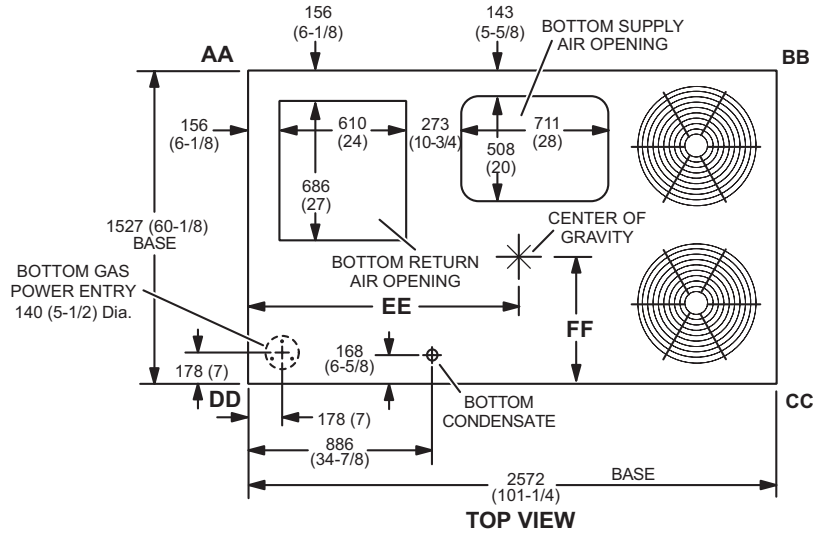 156
(6-1/8)
143
(5-5/8)
BOTTOM SUPPLY
AIR OPENING
AA
BB
156
(6-1/8)
610
(24)
273
(10-3/4)
711
(28)
508
(20)
686
(27)
1527 (60-1/8)
BASE
CENTER OF
GRAVITY
BOTTOM RETURN
AIR OPENING
BOTTOM GAS
POWER ENTRY
140 (5-1/2) Dia.
EE
FF
168
(6-5/8)
178 (7)
DD
178 (7)
BOTTOM
CONDENSATE
CC
886
(34-7/8)
2572
(101-1/4)
BASE
TOP VIEW